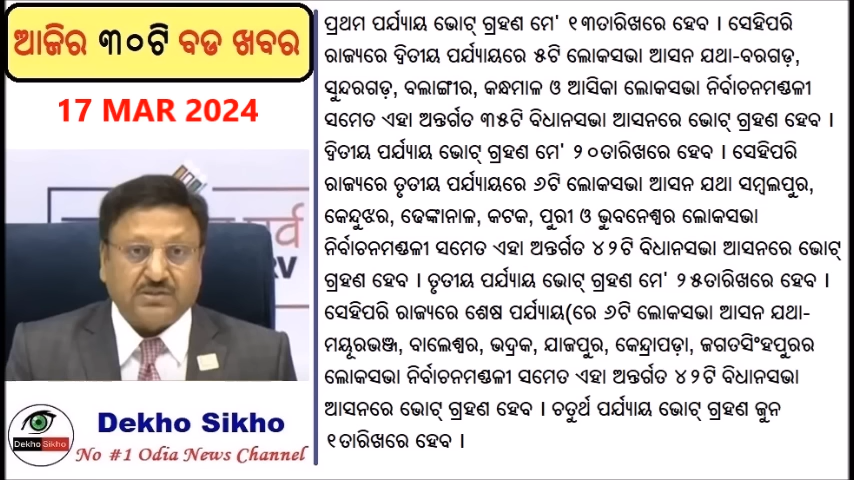 ଆଜିର ୩୦ଟି ବଡ ଖବର
17 MAR 2024
ର୍ବ
RV
Dekho Sikho
Dekho Sikho
No #1 Odia News Channel
ପ୍ରଥମ ପର୍ଯ୍ୟାୟ ଭୋଟ୍ ଗ୍ରହଣ ମେ' ୧୩ତାରିଖରେ ହେବ । ସେହିପରି
ରାଜ୍ୟରେ ଦ୍ୱିତୀୟ ପର୍ଯ୍ୟାୟରେ ୫ଟି ଲୋକସଭା ଆସନ ଯଥା-ବରଗଡ଼,
ସୁନ୍ଦରଗଡ଼, ବଲାଙ୍ଗୀର, କନ୍ଧମାଳ ଓ ଆସିକା ଲୋକସଭା ନିର୍ବାଚନମଣ୍ଡଳୀ
ସମେତ ଏହା ଅନ୍ତର୍ଗତ ୩୫ଟି ବିଧାନସଭା ଆସନରେ ଭୋଟ୍ ଗ୍ରହଣ ହେବ ।
ଦ୍ୱିତୀୟ ପର୍ଯ୍ୟାୟ ଭୋଟ୍ ଗ୍ରହଣ ମେ' ୨୦ତାରିଖରେ ହେବ । ସେହିପରି
ରାଜ୍ୟରେ ତୃତୀୟ ପର୍ଯ୍ୟାୟରେ ୬ଟି ଲୋକସଭା ଆସନ ଯଥା ସମ୍ବଲପୁର,
କେନ୍ଦୁଝର, ଢେଙ୍କାନାଳ, କଟକ, ପୁରୀ ଓ ଭୁବନେଶ୍ୱର ଲୋକସଭା
ନିର୍ବାଚନମଣ୍ଡଳୀ ସମେତ ଏହା ଅନ୍ତର୍ଗତ ୪୨ଟି ବିଧାନସଭା ଆସନରେ ଭୋଟ୍
ଗ୍ରହଣ ହେବ । ତୃତୀୟ ପର୍ଯ୍ୟାୟ ଭୋଟ୍ ଗ୍ରହଣ ମେ' ୨୫ତାରିଖରେ ହେବ ।
ସେହିପରି ରାଜ୍ୟରେ ଶେଷ ପର୍ଯ୍ୟାୟ(ରେ ୬ଟି ଲୋକସଭା ଆସନ ଯଥା-
ମୟୂରଭଞ୍ଜ, ବାଲେଶ୍ୱର, ଭଦ୍ରକ, ଯାଜପୁର, କେନ୍ଦ୍ରାପଡ଼ା, ଜଗତସିଂହପୁରର
ଲୋକସଭା ନିର୍ବାଚନମଣ୍ଡଳୀ ସମେତ ଏହା ଅନ୍ତର୍ଗତ ୪୨ଟି ବିଧାନସଭା
ଆସନରେ ଭୋଟ୍ ଗ୍ରହଣ ହେବ । ଚତୁର୍ଥ ପର୍ଯ୍ୟାୟ ଭୋଟ୍ ଗ୍ରହଣ ଜୁନ
୧ତାରିଖରେ ହେବ ।